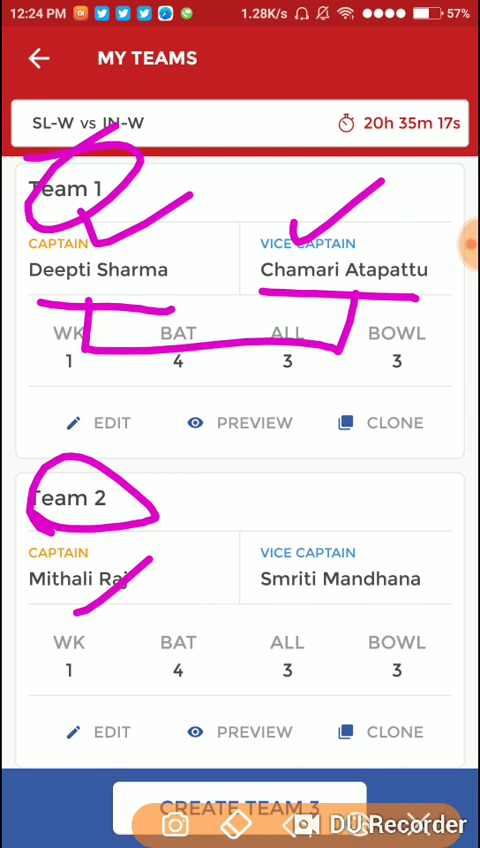 12:24 PM 1.28K/s 57%
MY TEAMS
SL-W vs IN-W 20h 35m 17s
Team 1
CAPTAIN VICE CAPTAIN
Deepti Sharma Chamari Atapattu
WK BAT ALL BOWL
1 4 3 3
EDIT PREVIEW CLONE
Team 2
CAPTAIN VICE CAPTAIN
Mithali Raj Smriti Mandhana
WK BAT ALL BOWL
1 4 3 3
EDIT PREVIEW CLONE
CREATE TEAM 3
DU Recorder